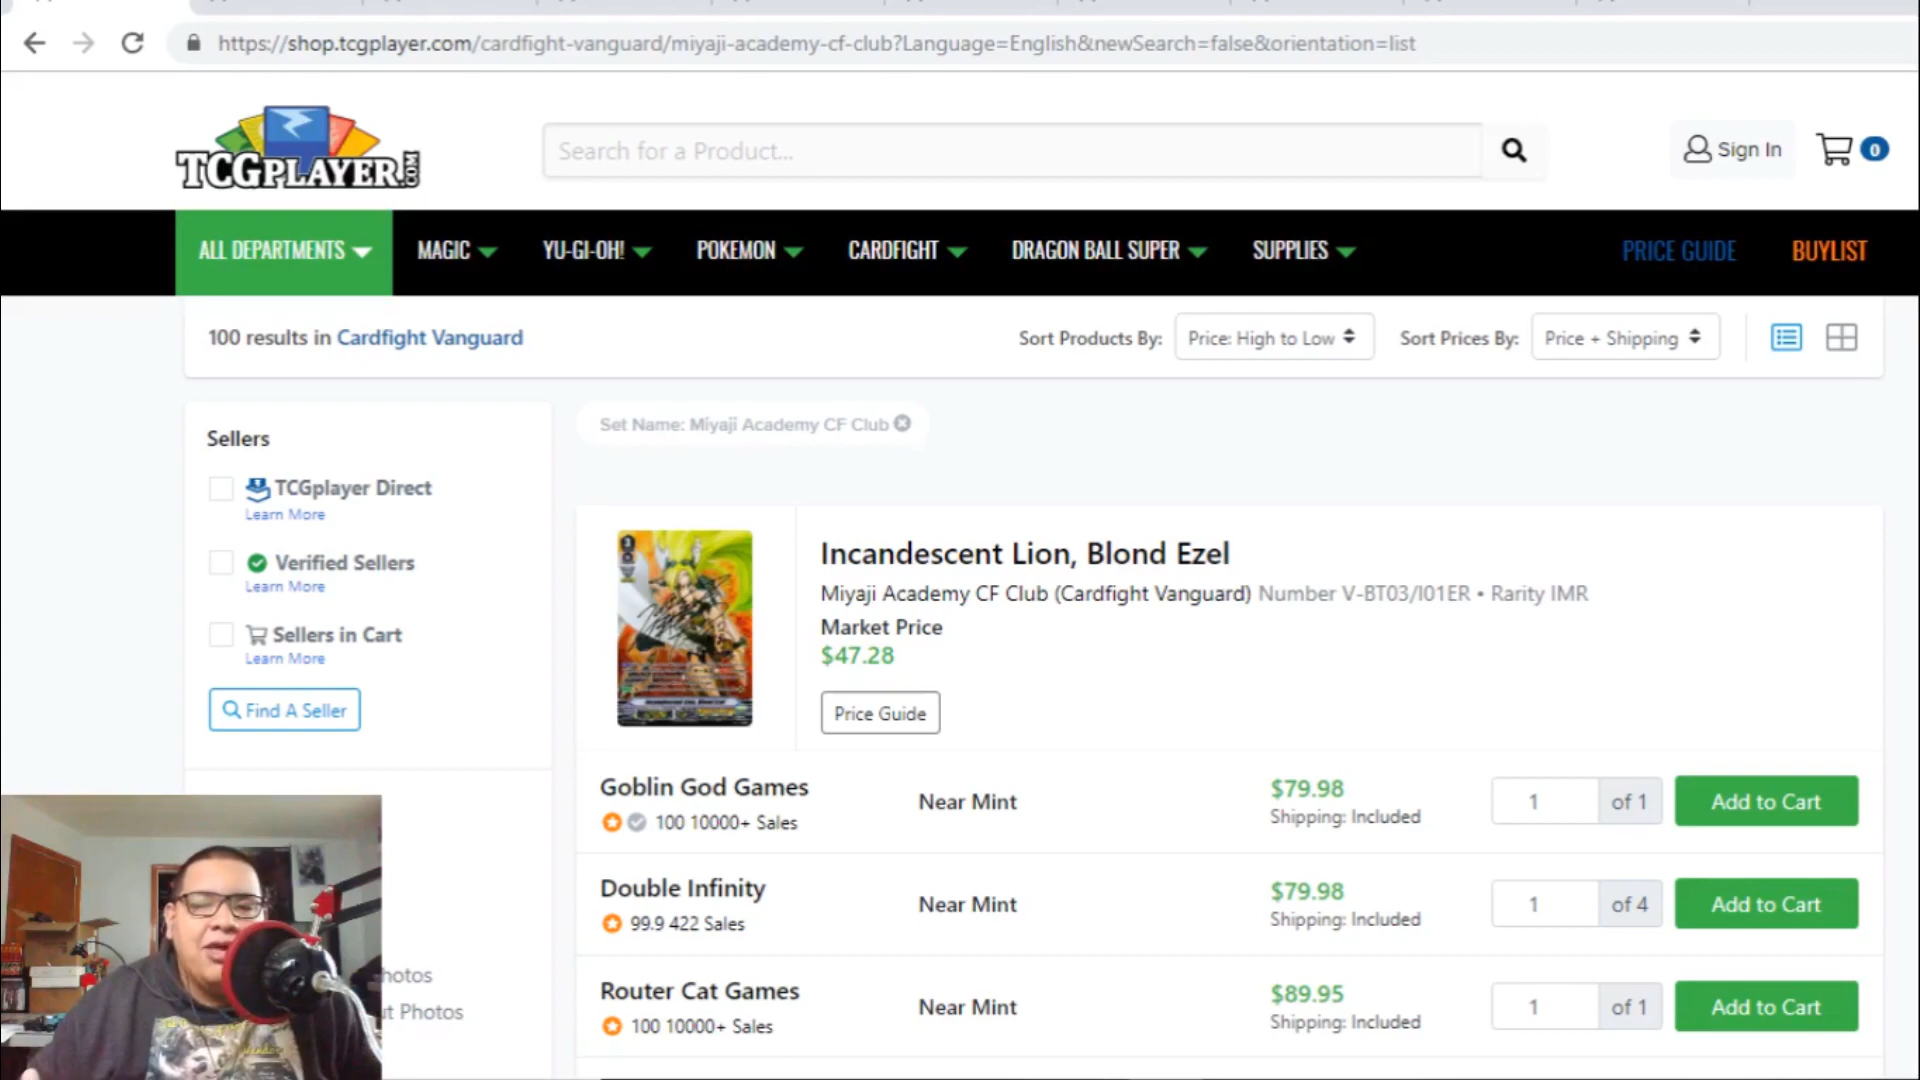 https://shop.tcgplayer.com/cardfight-vanguard/miyaji-academy-cf-club?Language=English&newSearch=false&orientation=list
TCGPLAYER.COM
Search for a Product...
Sign In
0
ALL DEPARTMENTS
MAGIC
YU-GI-OH!
POKEMON
CARDFIGHT
DRAGON BALL SUPER
SUPPLIES
PRICE GUIDE
BUYLIST
100 results in Cardfight Vanguard
Sort Products By:
Price: High to Low
Sort Prices By:
Price + Shipping
Sellers
TCGplayer Direct
Learn More
Verified Sellers
Learn More
Sellers in Cart
Learn More
Find A Seller
hotos
ut Photos
Set Name: Miyaji Academy CF Club
Incandescent Lion, Blond Ezel
Miyaji Academy CF Club (Cardfight Vanguard) Number V-BT03/I01ER • Rarity IMR
Market Price
$47.28
Price Guide
Goblin God Games
100 10000+ Sales
Near Mint
$79.98
Shipping: Included
1
of 1
Add to Cart
Double Infinity
99.9 422 Sales
Near Mint
$79.98
Shipping: Included
1
of 4
Add to Cart
Router Cat Games
100 10000+ Sales
Near Mint
$89.95
Shipping: Included
1
of 1
Add to Cart